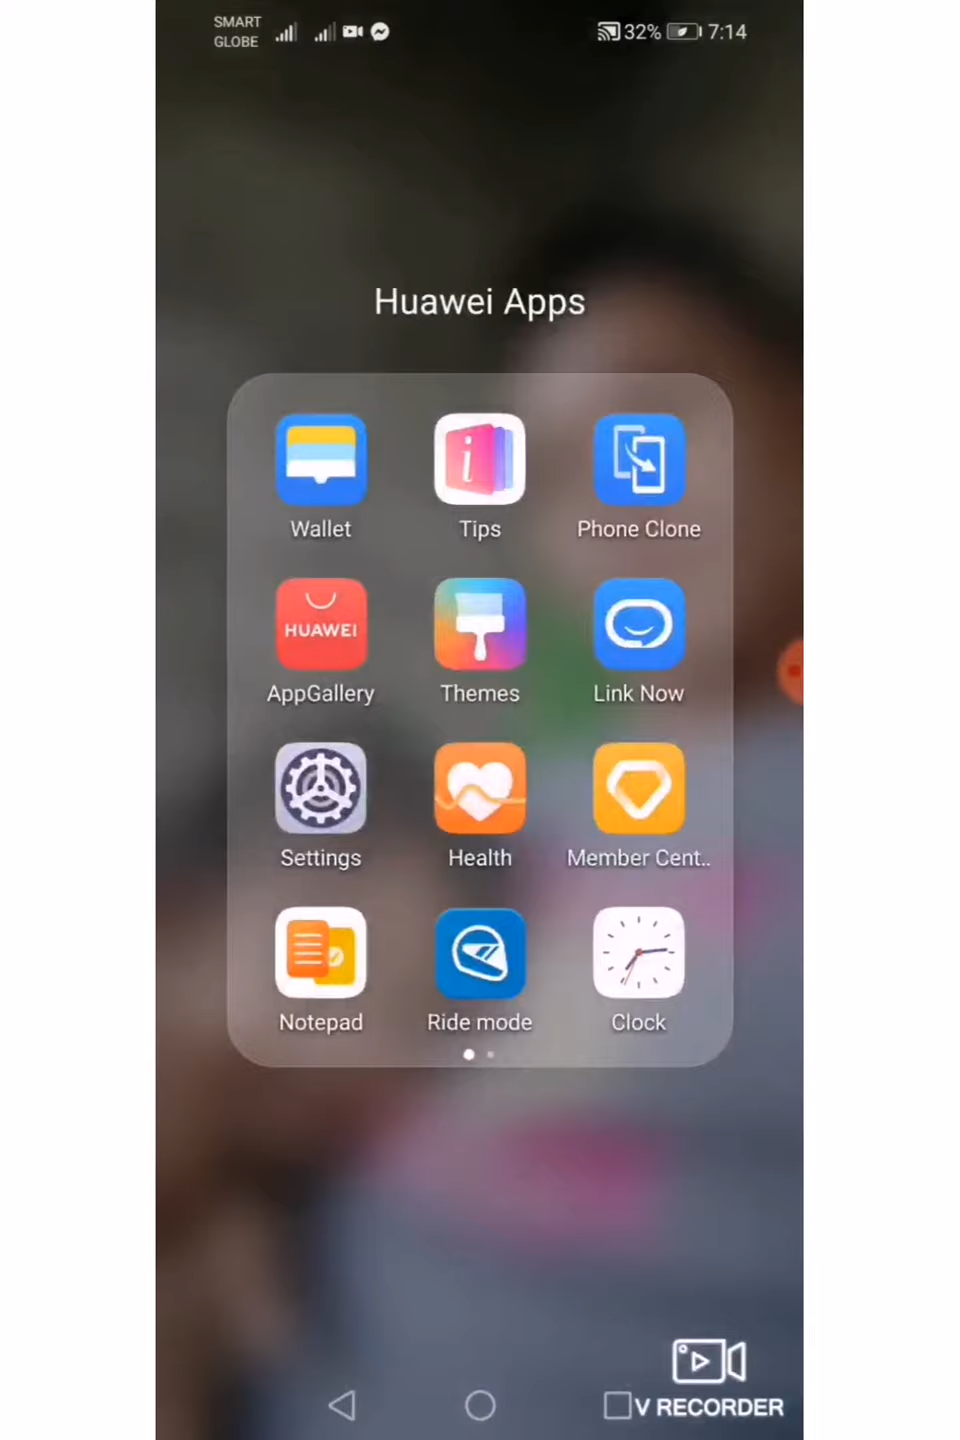 SMART
GLOBE
32% 7:14
Huawei Apps
Wallet Tips Phone Clone
HUAWEI
AppGallery Themes Link Now
Settings Health Member Cent..
Notepad Ride mode Clock
V RECORDER